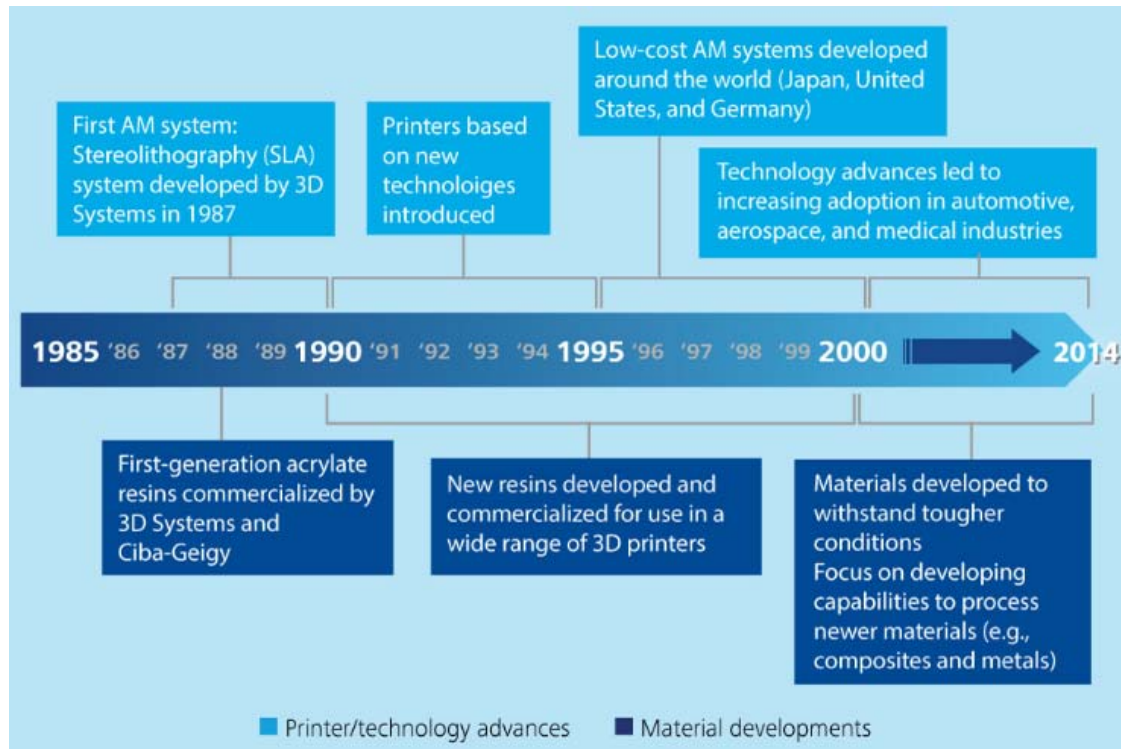 Low-cost AM systems developed
around the world (Japan, United
States, and Germany)
First AM system:
Stereolithography (SLA)
system developed by 3D
Systems in 1987
Printers based
on new
technoloiges
introduced
Technology advances led to
increasing adoption in automotive,
aerospace, and medical industries
1985 '86 '87 '88 '89 1990 '91 '92 '93 '94 1995 '96 '97 '98 '99 2000 2014
First-generation acrylate
resins commercialized by
3D Systems and
Ciba-Geigy
New resins developed and
commercialized for use in a
wide range of 3D printers
Materials developed to
withstand tougher
conditions
Focus on developing
capabilities to process
newer materials (e.g.,
composites and metals)
Printer/technology advances
Material developments